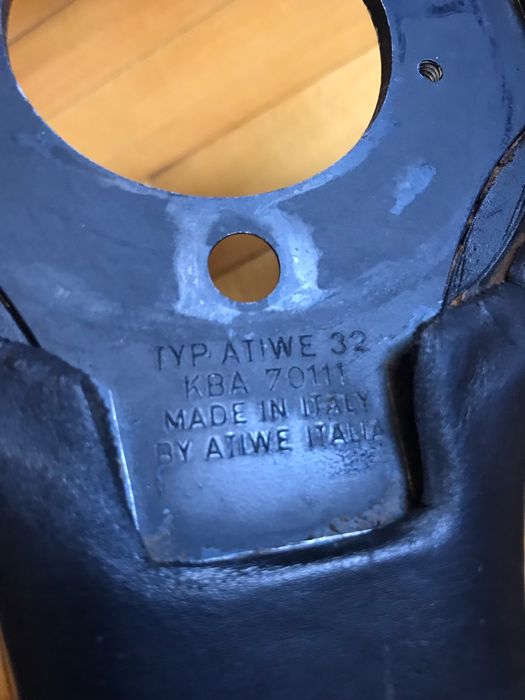 TYP. ATIWE 32
KBA 70111
MADE IN ITALY
BY ATIWE ITALIA